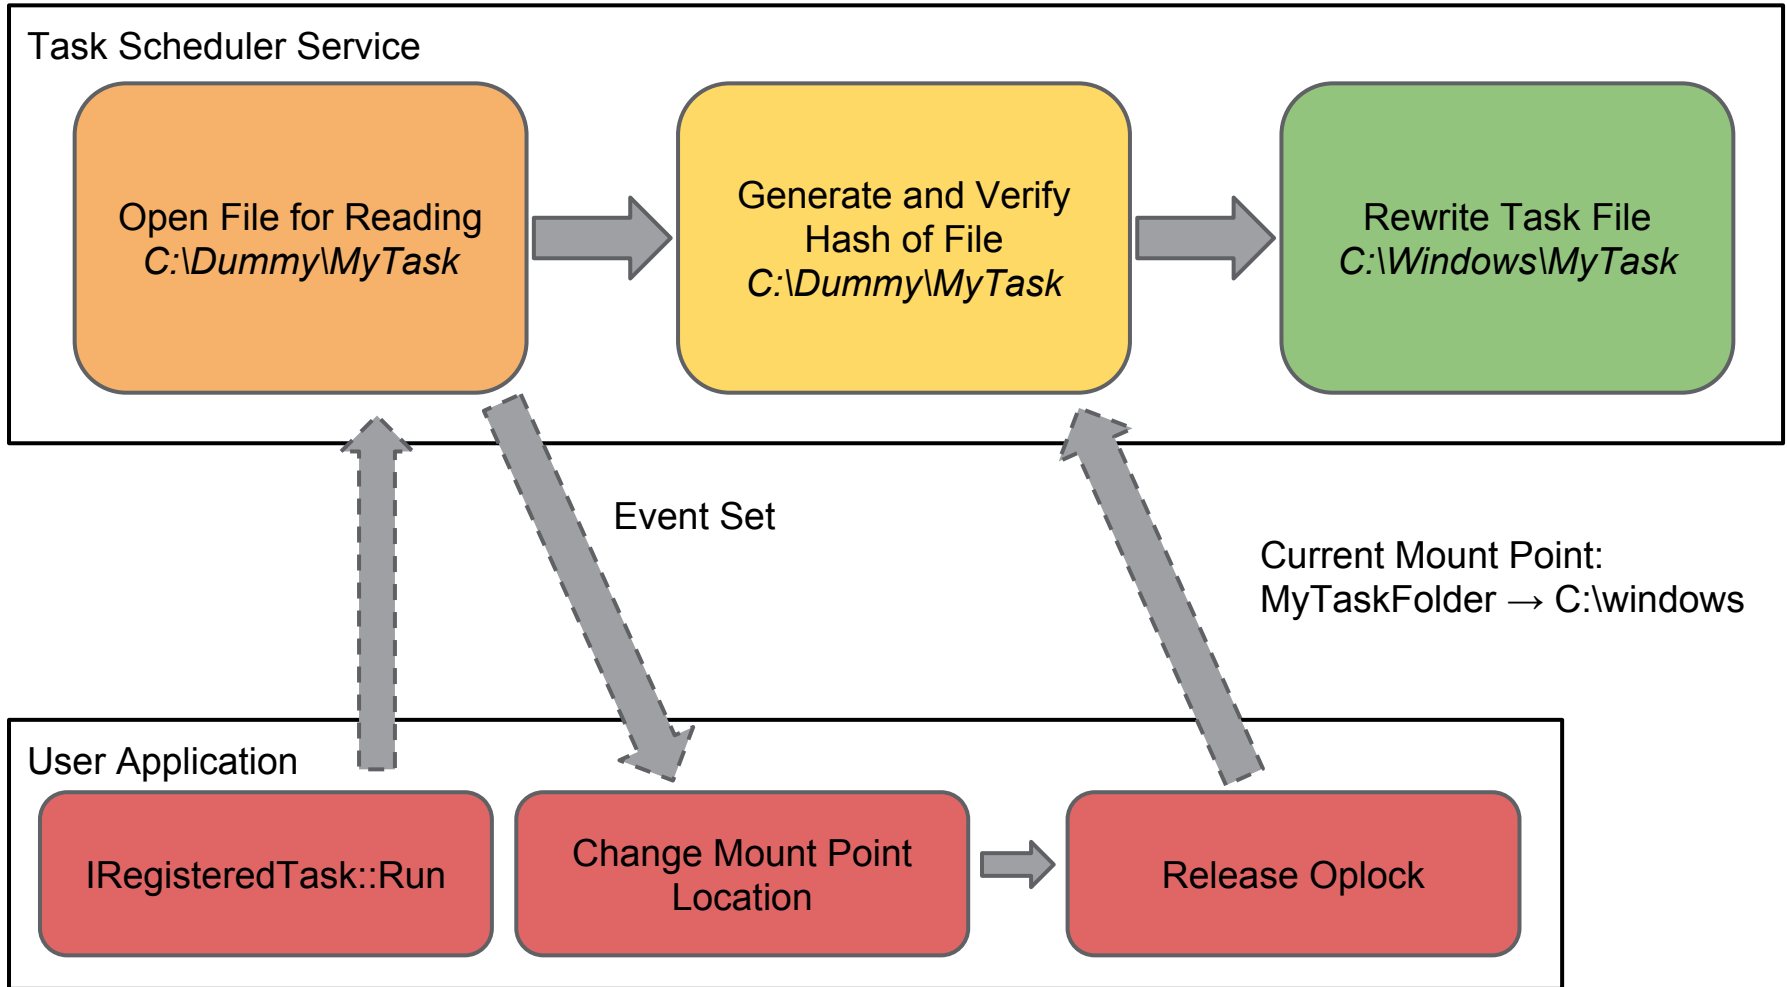 Task Scheduler Service
Open File for Reading
C:\Dummy\MyTask
Generate and Verify
Hash of File
C:\Dummy\MyTask
Rewrite Task File
C:\Windows\MyTask
Event Set
Current Mount Point:
MyTaskFolder → C:\windows
User Application
IRegisteredTask::Run
Change Mount Point
Location
Release Oplock